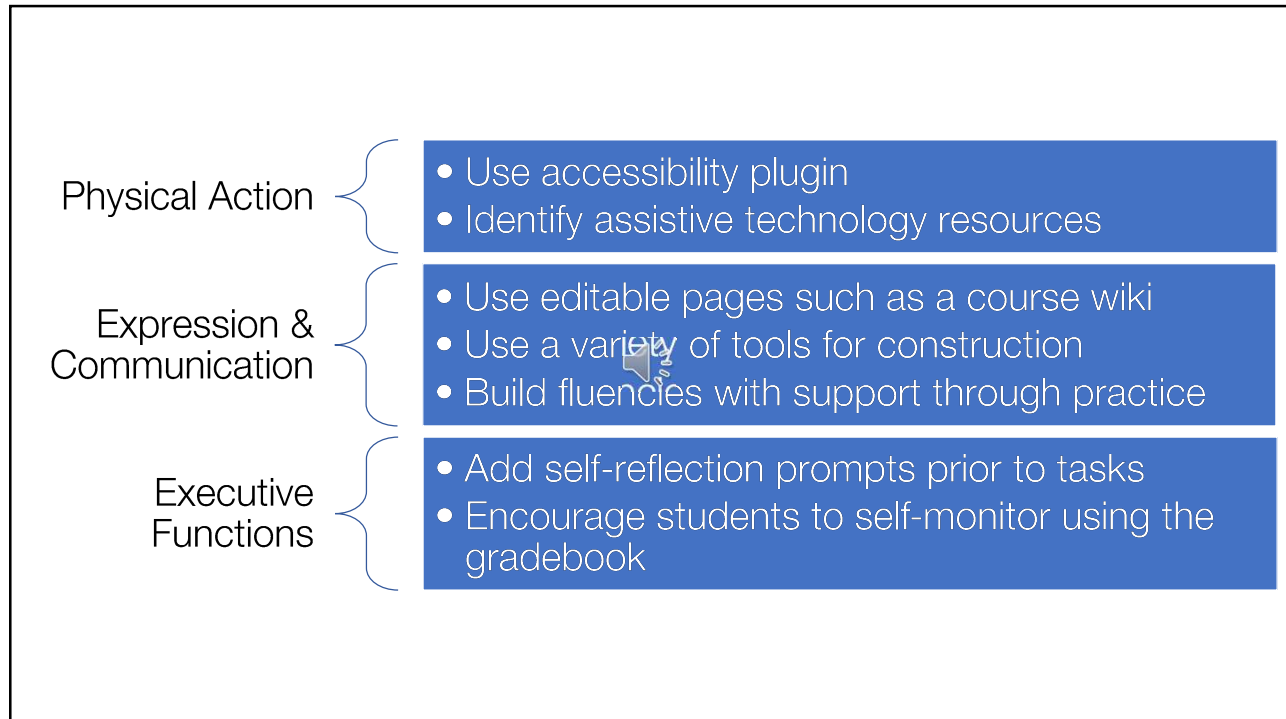 Physical Action
• Use accessibility plugin
• Identify assistive technology resources
Expression &
Communication
• Use editable pages such as a course wiki
• Use a variety of tools for construction
• Build fluencies with support through practice
Executive
Functions
• Add self-reflection prompts prior to tasks
• Encourage students to self-monitor using the
gradebook